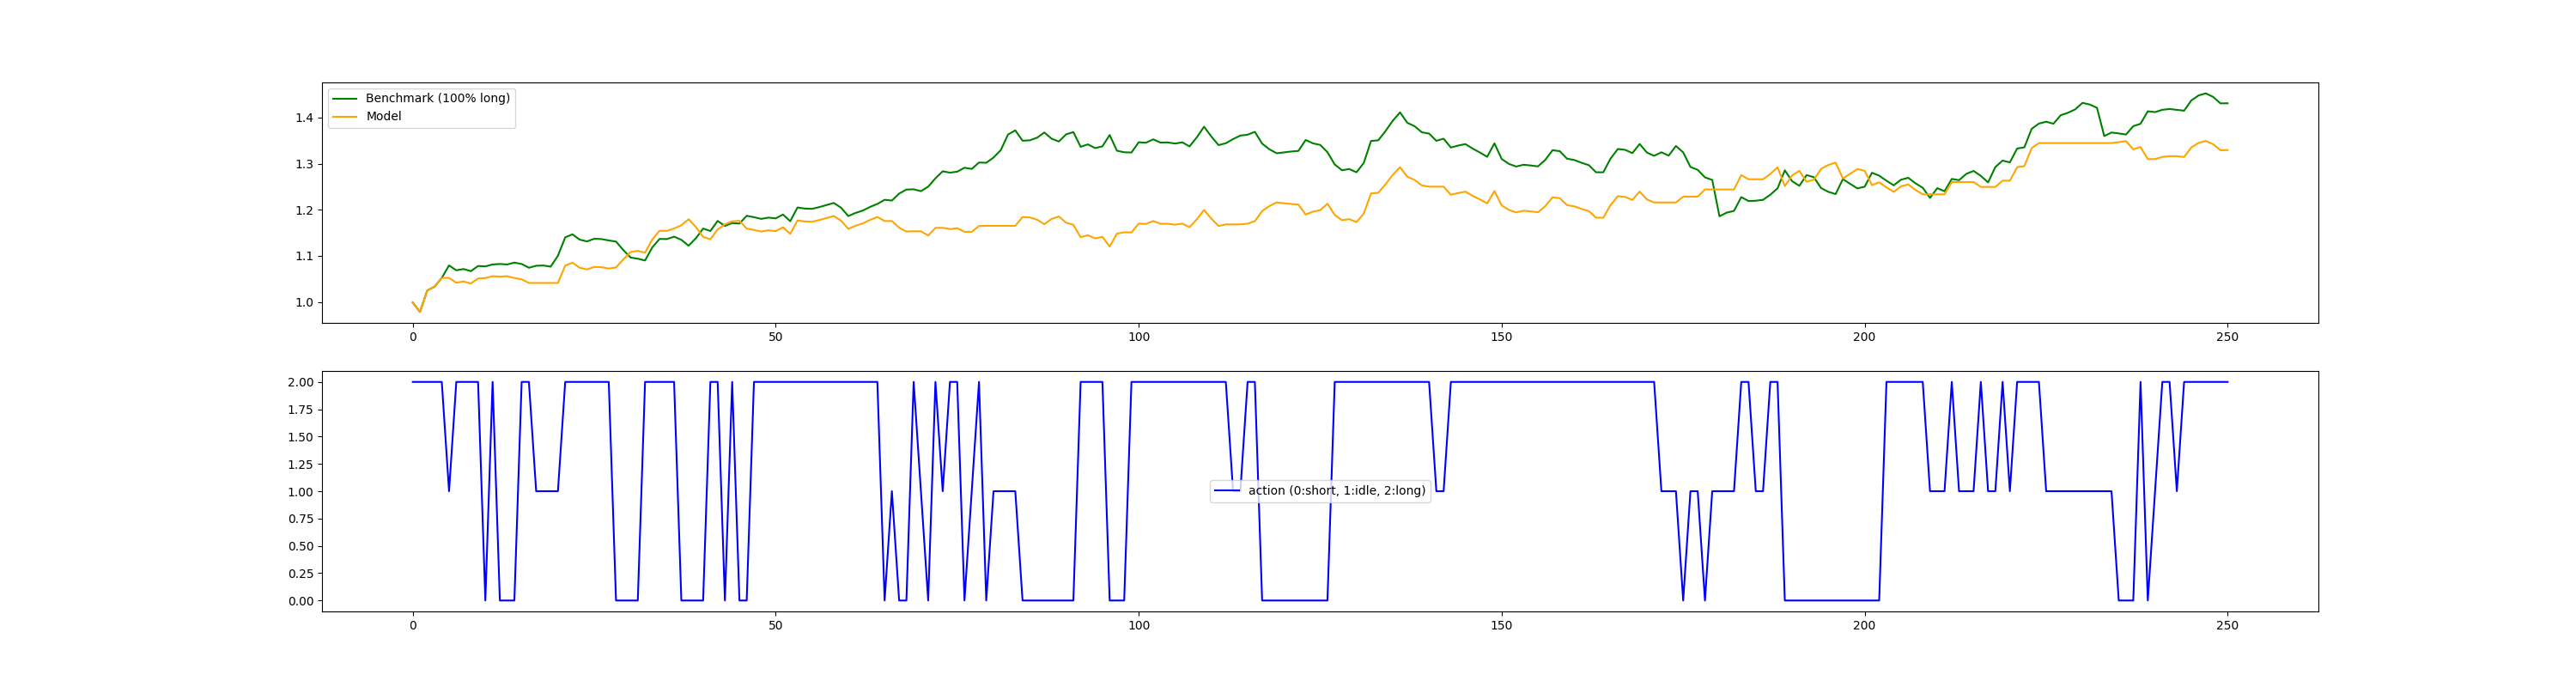 Benchmark (100% long)
Model
1.4
1.3
1.2
1.1
1.0
0 50 100 150 200 250
2.00
1.75
1.50
1.25
1.00
0.75
0.50
0.25
0.00
action (0:short, 1:idle, 2:long)
0 50 100 150 200 250